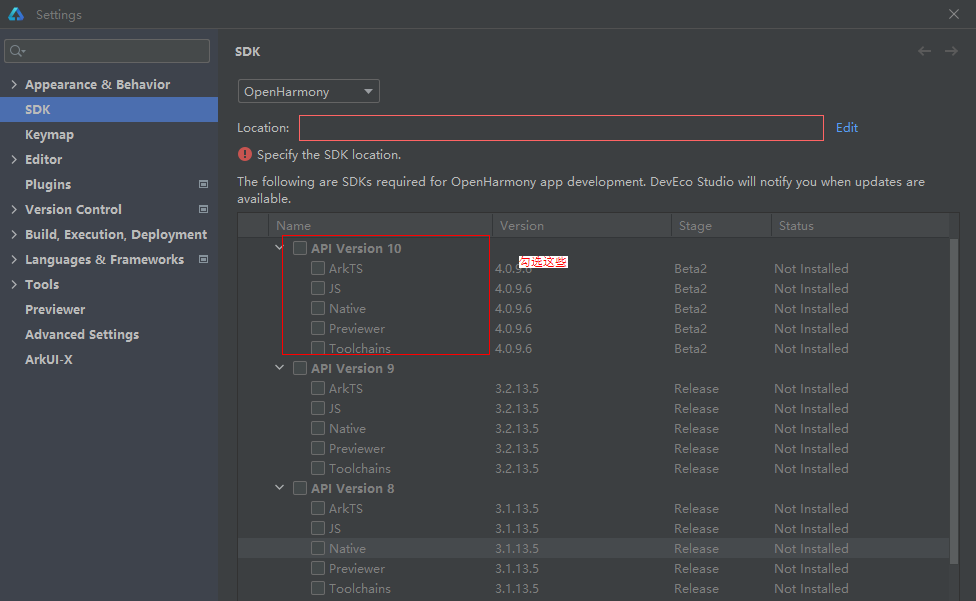 Settings
SDK
Appearance & Behavior
SDK
Keymap
Editor
Plugins
Version Control
Build, Execution, Deployment
Languages & Frameworks
Tools
Previewer
Advanced Settings
ArkUI-X
OpenHarmony
Location:
Edit
Specify the SDK location.
The following are SDKs required for OpenHarmony app development. DevEco Studio will notify you when updates are
available.
Name Version Stage Status
API Version 10
勾选这些
ArkTS 4.0.9.6 Beta2 Not Installed
JS 4.0.9.6 Beta2 Not Installed
Native 4.0.9.6 Beta2 Not Installed
Previewer 4.0.9.6 Beta2 Not Installed
Toolchains 4.0.9.6 Beta2 Not Installed
API Version 9
ArkTS 3.2.13.5 Release Not Installed
JS 3.2.13.5 Release Not Installed
Native 3.2.13.5 Release Not Installed
Previewer 3.2.13.5 Release Not Installed
Toolchains 3.2.13.5 Release Not Installed
API Version 8
ArkTS 3.1.13.5 Release Not Installed
JS 3.1.13.5 Release Not Installed
Native 3.1.13.5 Release Not Installed
Previewer 3.1.13.5 Release Not Installed
Toolchains 3.1.13.5 Release Not Installed